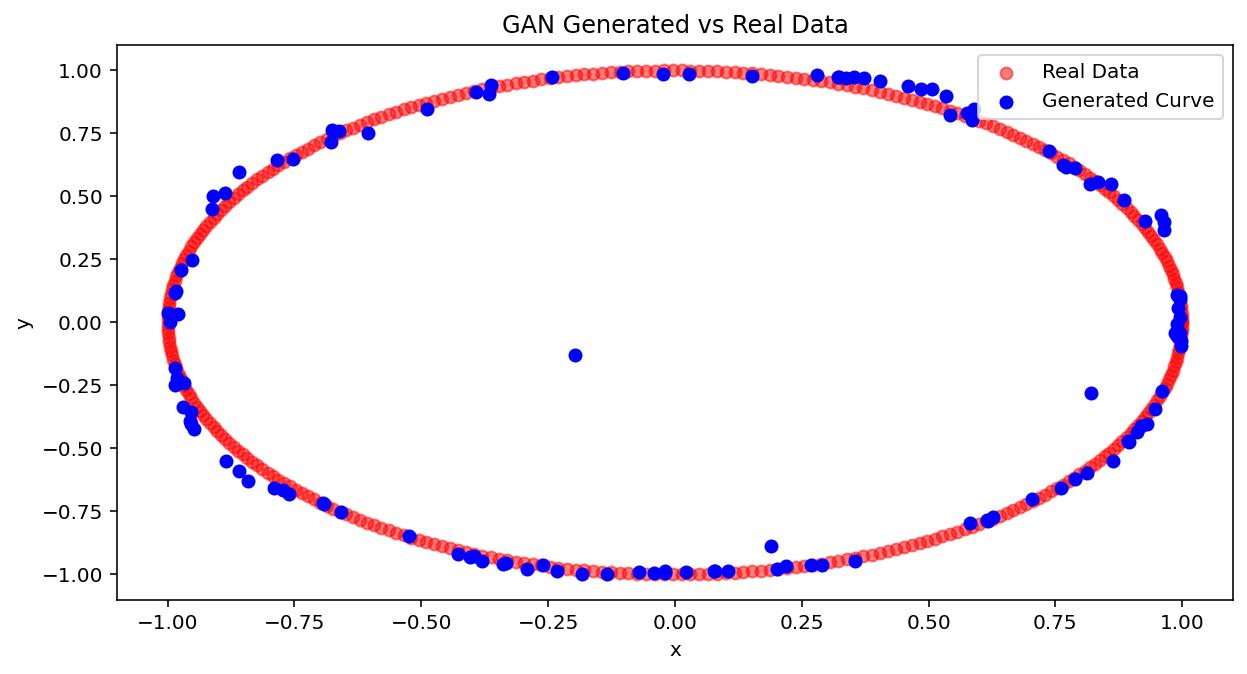 GAN Generated vs Real Data
Real Data
Generated Curve
1.00
0.75
0.50
0.25
0.00
−0.25
−0.50
−0.75
−1.00
y
−1.00 −0.75 −0.50 −0.25 0.00 0.25 0.50 0.75 1.00
x